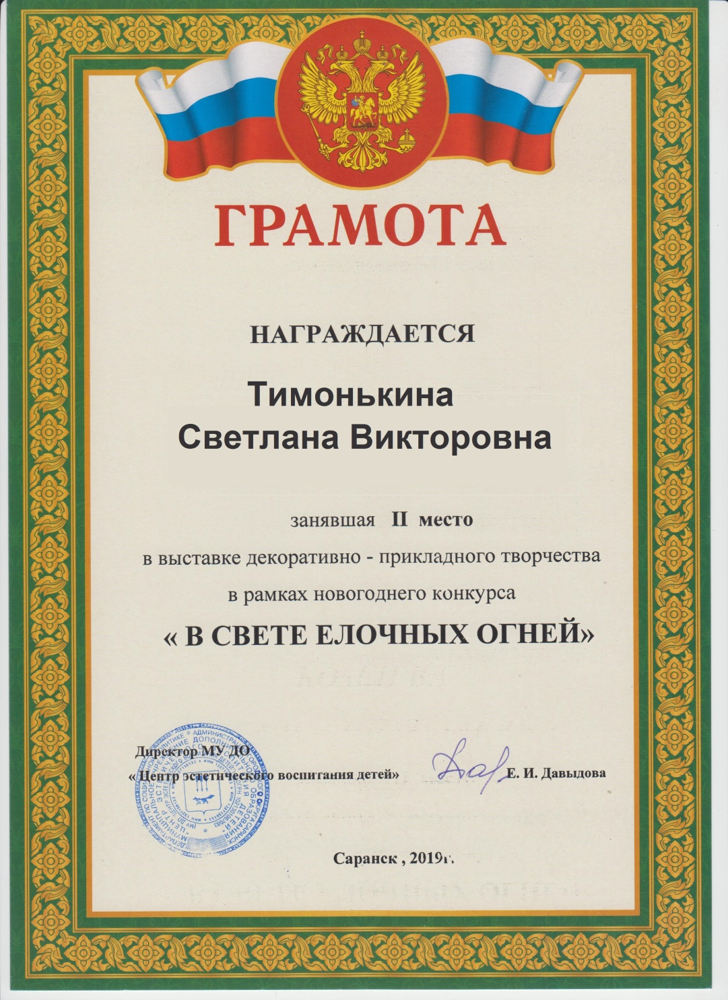 ГРАМОТА
НАГРАЖДАЕТСЯ
Тимонькина
Светлана Викторовна
занявшая II место
в выставке декоративно - прикладного творчества
в рамках новогоднего конкурса
« В СВЕТЕ ЕЛОЧНЫХ ОГНЕЙ»
Директор МУ ДО
« Центр эстетического воспитания детей»
Е. И. Давыдова
Саранск , 2019г.